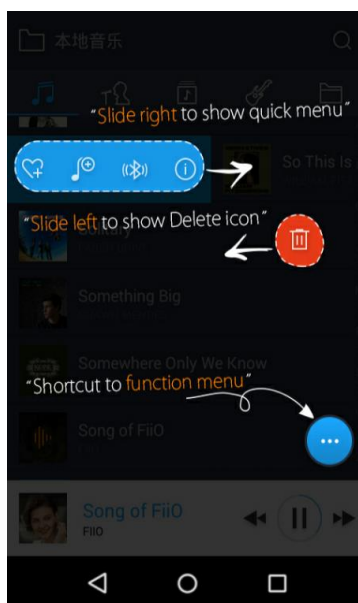 本地音乐
“Slide right to show quick menu”
So This Is
“Slide left to show Delete icon”
Solitary
Something Big
Somewhere Only We Know
“Shortcut to function menu”
Song of FiiO
Song of FiiO
FiiO